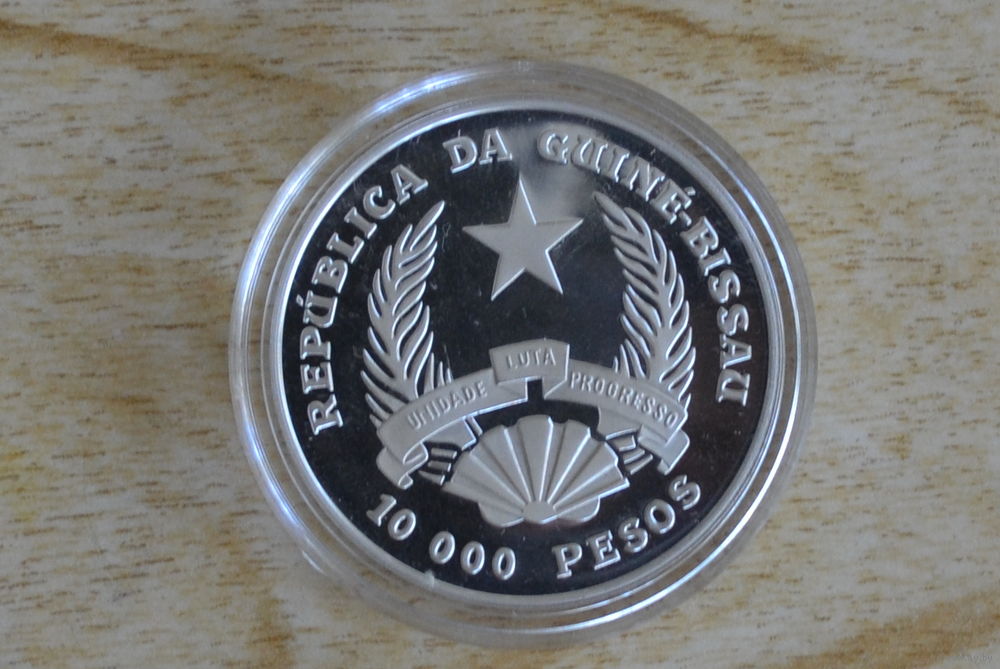 REPÚBLICA DA GUINÉ-BISSAU
UNIDADE LUTA PROGRESSO
10 000 PESOS